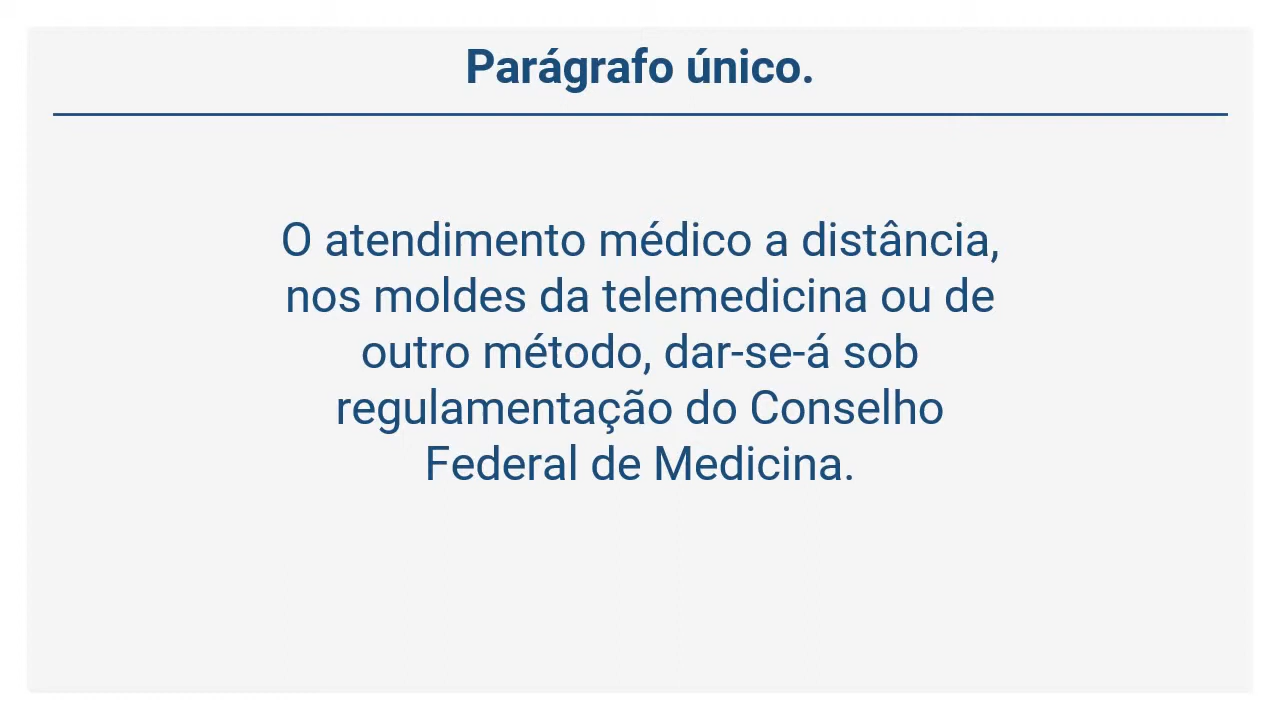 Parágrafo único.
O atendimento médico a distância,
nos moldes da telemedicina ou de
outro método, dar-se-á sob
regulamentação do Conselho
Federal de Medicina.